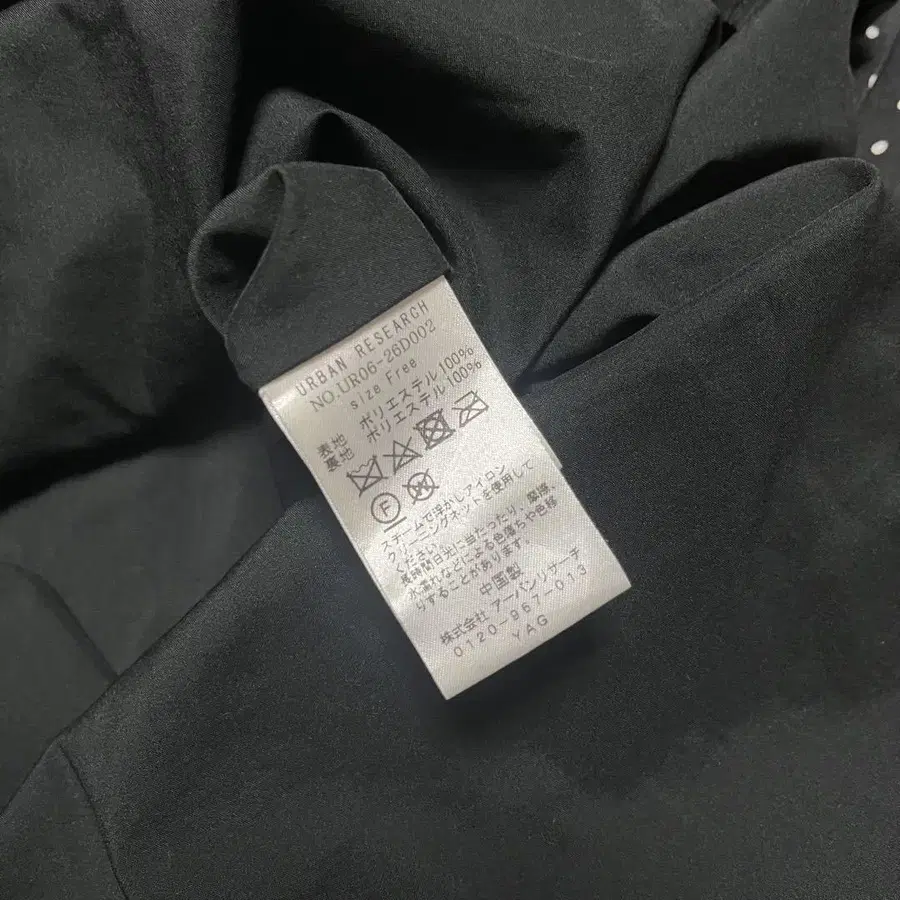 URBAN RESEARCH
NO.UR06-26D002
size Free
表地 ポリエステル100%
裏地 ポリエステル100%
F W
スチームで浮かしアイロン
クリーニングネットを使用して
ください。
長時間日光に当たったり、摩擦、
水濡れなどによる色落ちや色移
りすることがあります。
中国製
株式会社 アーバンリサーチ
0120-967-013
YAG